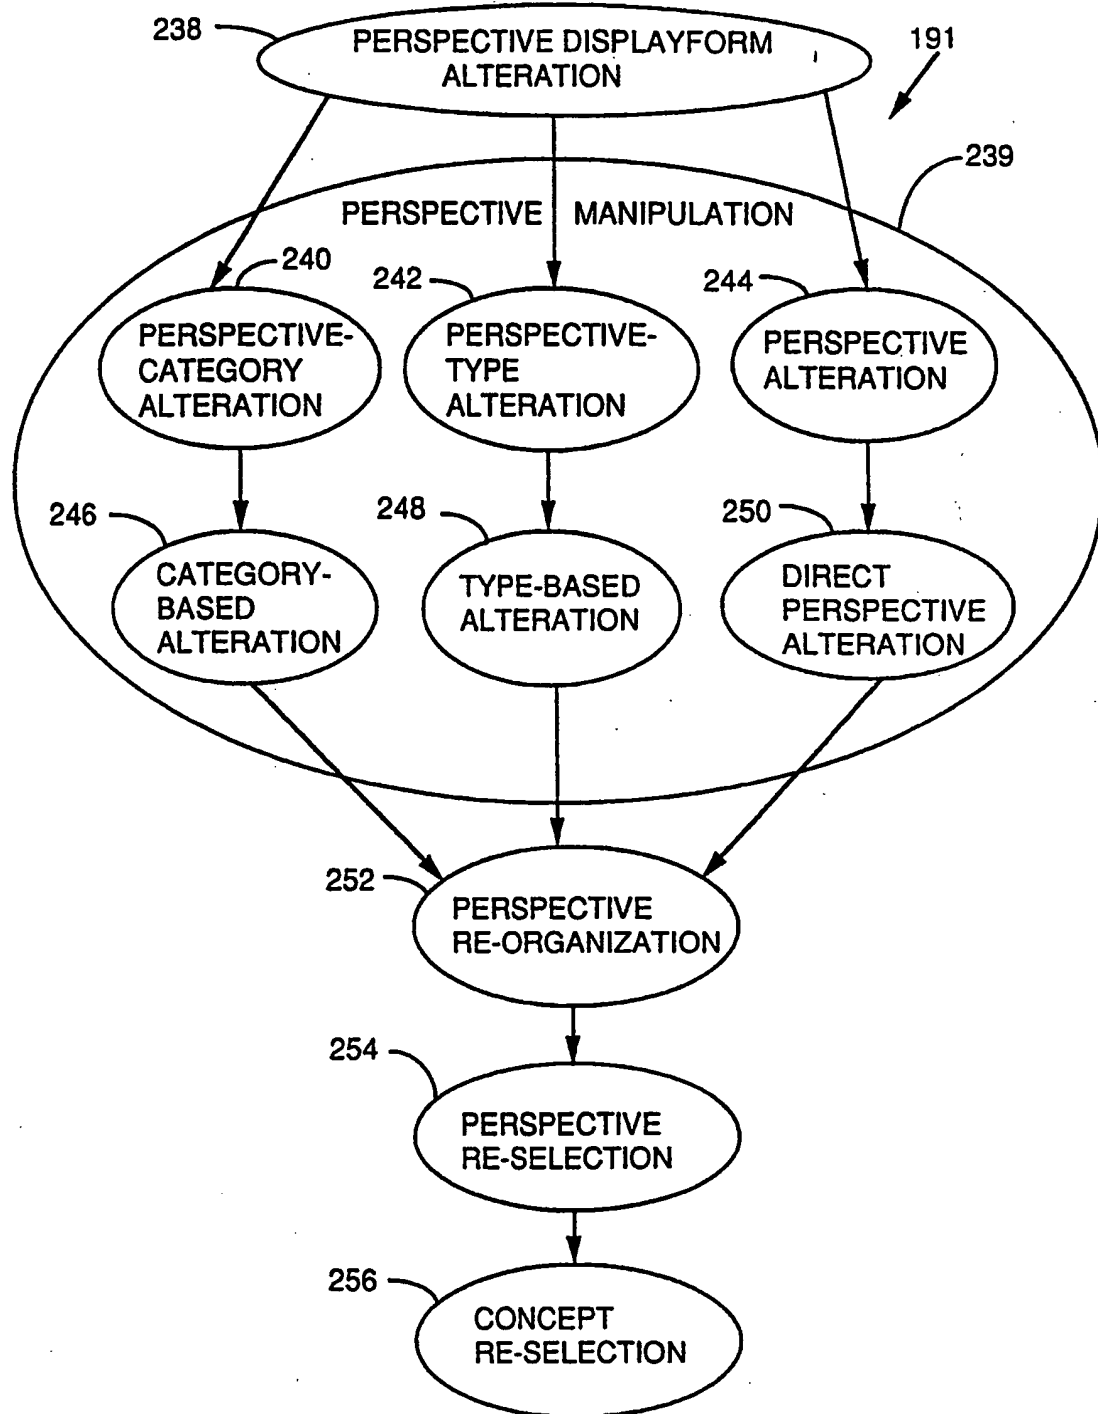 238
PERSPECTIVE DISPLAYFORM
ALTERATION
191
239
PERSPECTIVE MANIPULATION
240
242
244
PERSPECTIVE-
CATEGORY
ALTERATION
PERSPECTIVE-
TYPE
ALTERATION
PERSPECTIVE
ALTERATION
246
248
250
CATEGORY-
BASED
ALTERATION
TYPE-BASED
ALTERATION
DIRECT
PERSPECTIVE
ALTERATION
252
PERSPECTIVE
RE-ORGANIZATION
254
PERSPECTIVE
RE-SELECTION
256
CONCEPT
RE-SELECTION